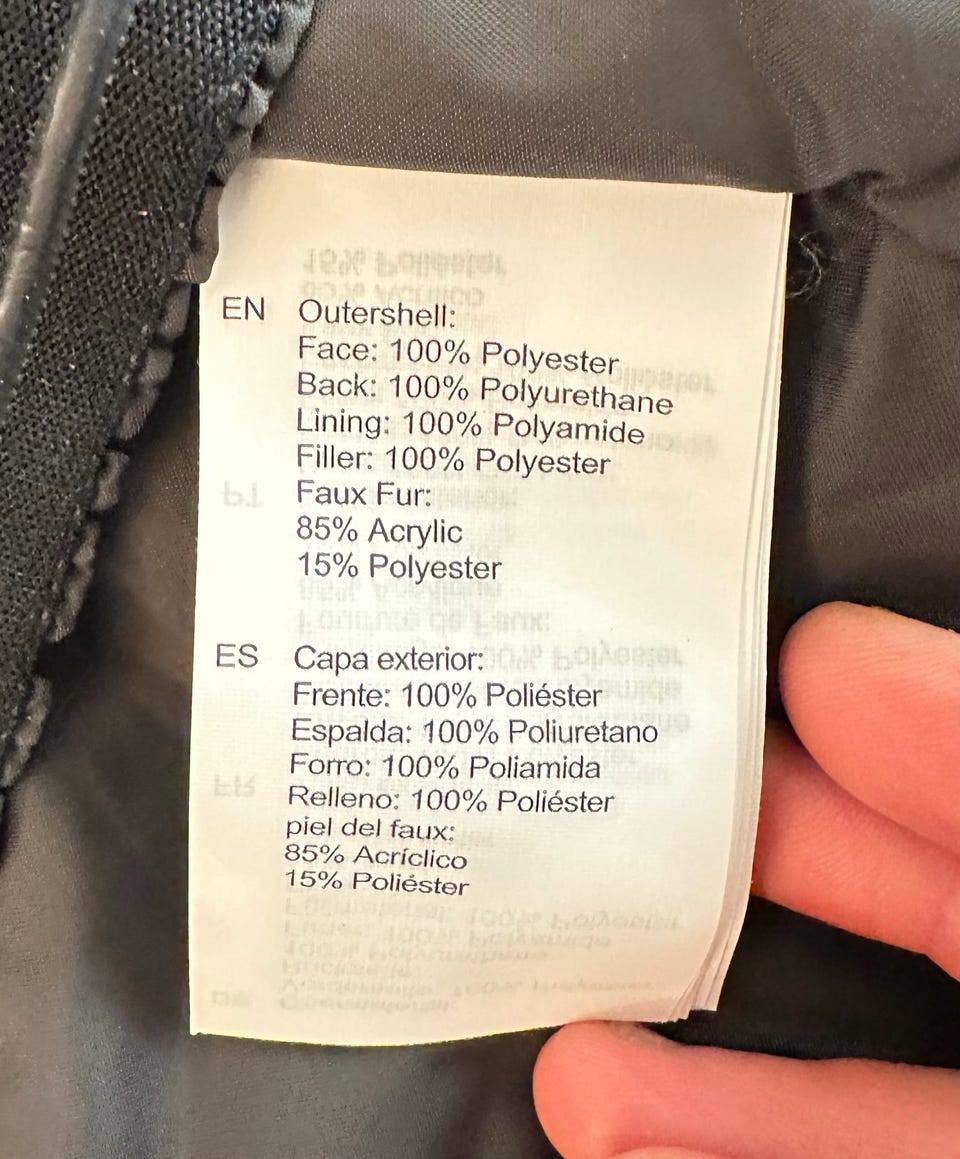 EN Outershell:
Face: 100% Polyester
Back: 100% Polyurethane
Lining: 100% Polyamide
Filler: 100% Polyester
Faux Fur:
85% Acrylic
15% Polyester
ES Capa exterior:
Frente: 100% Poliéster
Espalda: 100% Poliuretano
Forro: 100% Poliamida
Relleno: 100% Poliéster
piel del faux:
85% Acríclico
15% Poliéster